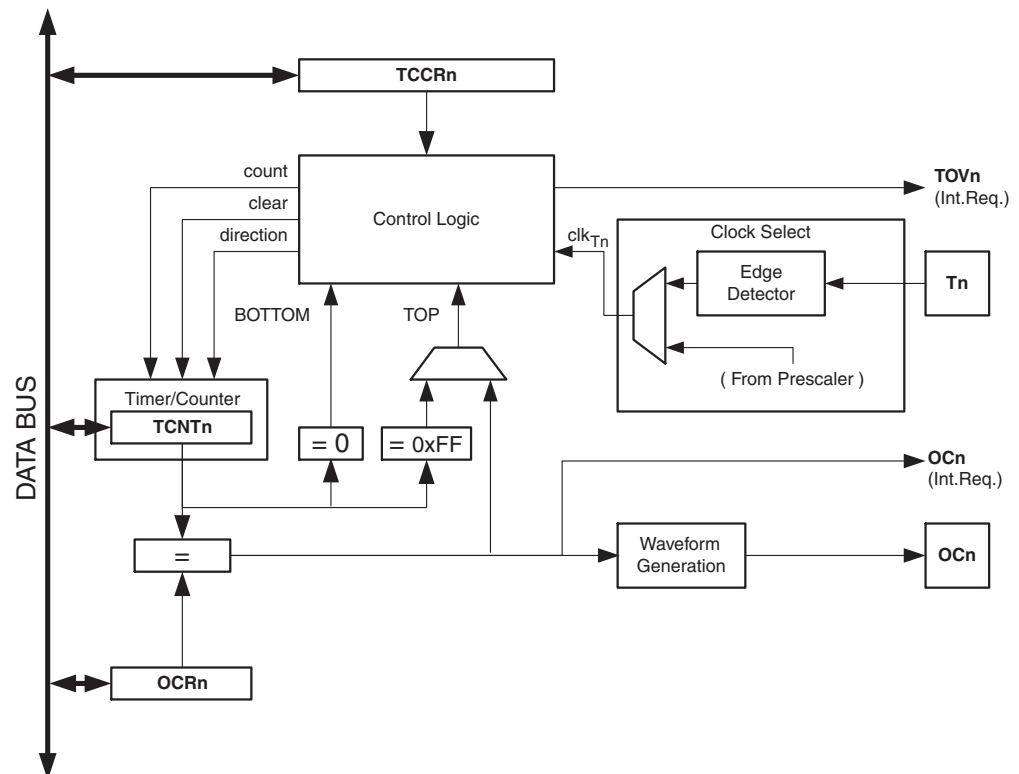 TCCRn
count
clear
direction
Control Logic
TOVn
(Int.Req.)
clkTn
Clock Select
Edge
Detector
Tn
BOTTOM
TOP
( From Prescaler )
Timer/Counter
TCNTn
= 0
= 0xFF
DATA BUS
OCn
(Int.Req.)
=
Waveform
Generation
OCn
OCRn